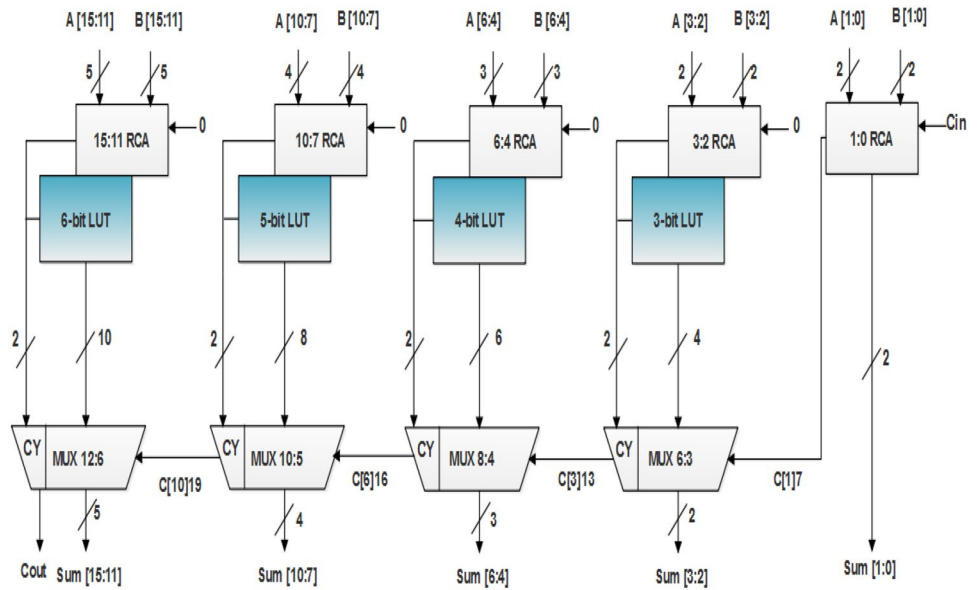 A [15:11] B [15:11] A [10:7] B [10:7] A [6:4] B [6:4] A [3:2] B [3:2] A [1:0] B[1:0]
5 5 4 4 3 3 2 2 2 2
15:11 RCA 0 10:7 RCA 0 6:4 RCA 0 3:2 RCA 0 1:0 RCA Cin
6-bit LUT 5-bit LUT 4-bit LUT 3-bit LUT
2 10 2 8 2 6 2 4 2
CY MUX 12:6 CY MUX 10:5 CY MUX 8:4 CY MUX 6:3
C[10]19 C[6]16 C[3]13 C[1]7
5 4 3 2
Cout Sum [15:11] Sum [10:7] Sum [6:4] Sum [3:2] Sum [1:0]